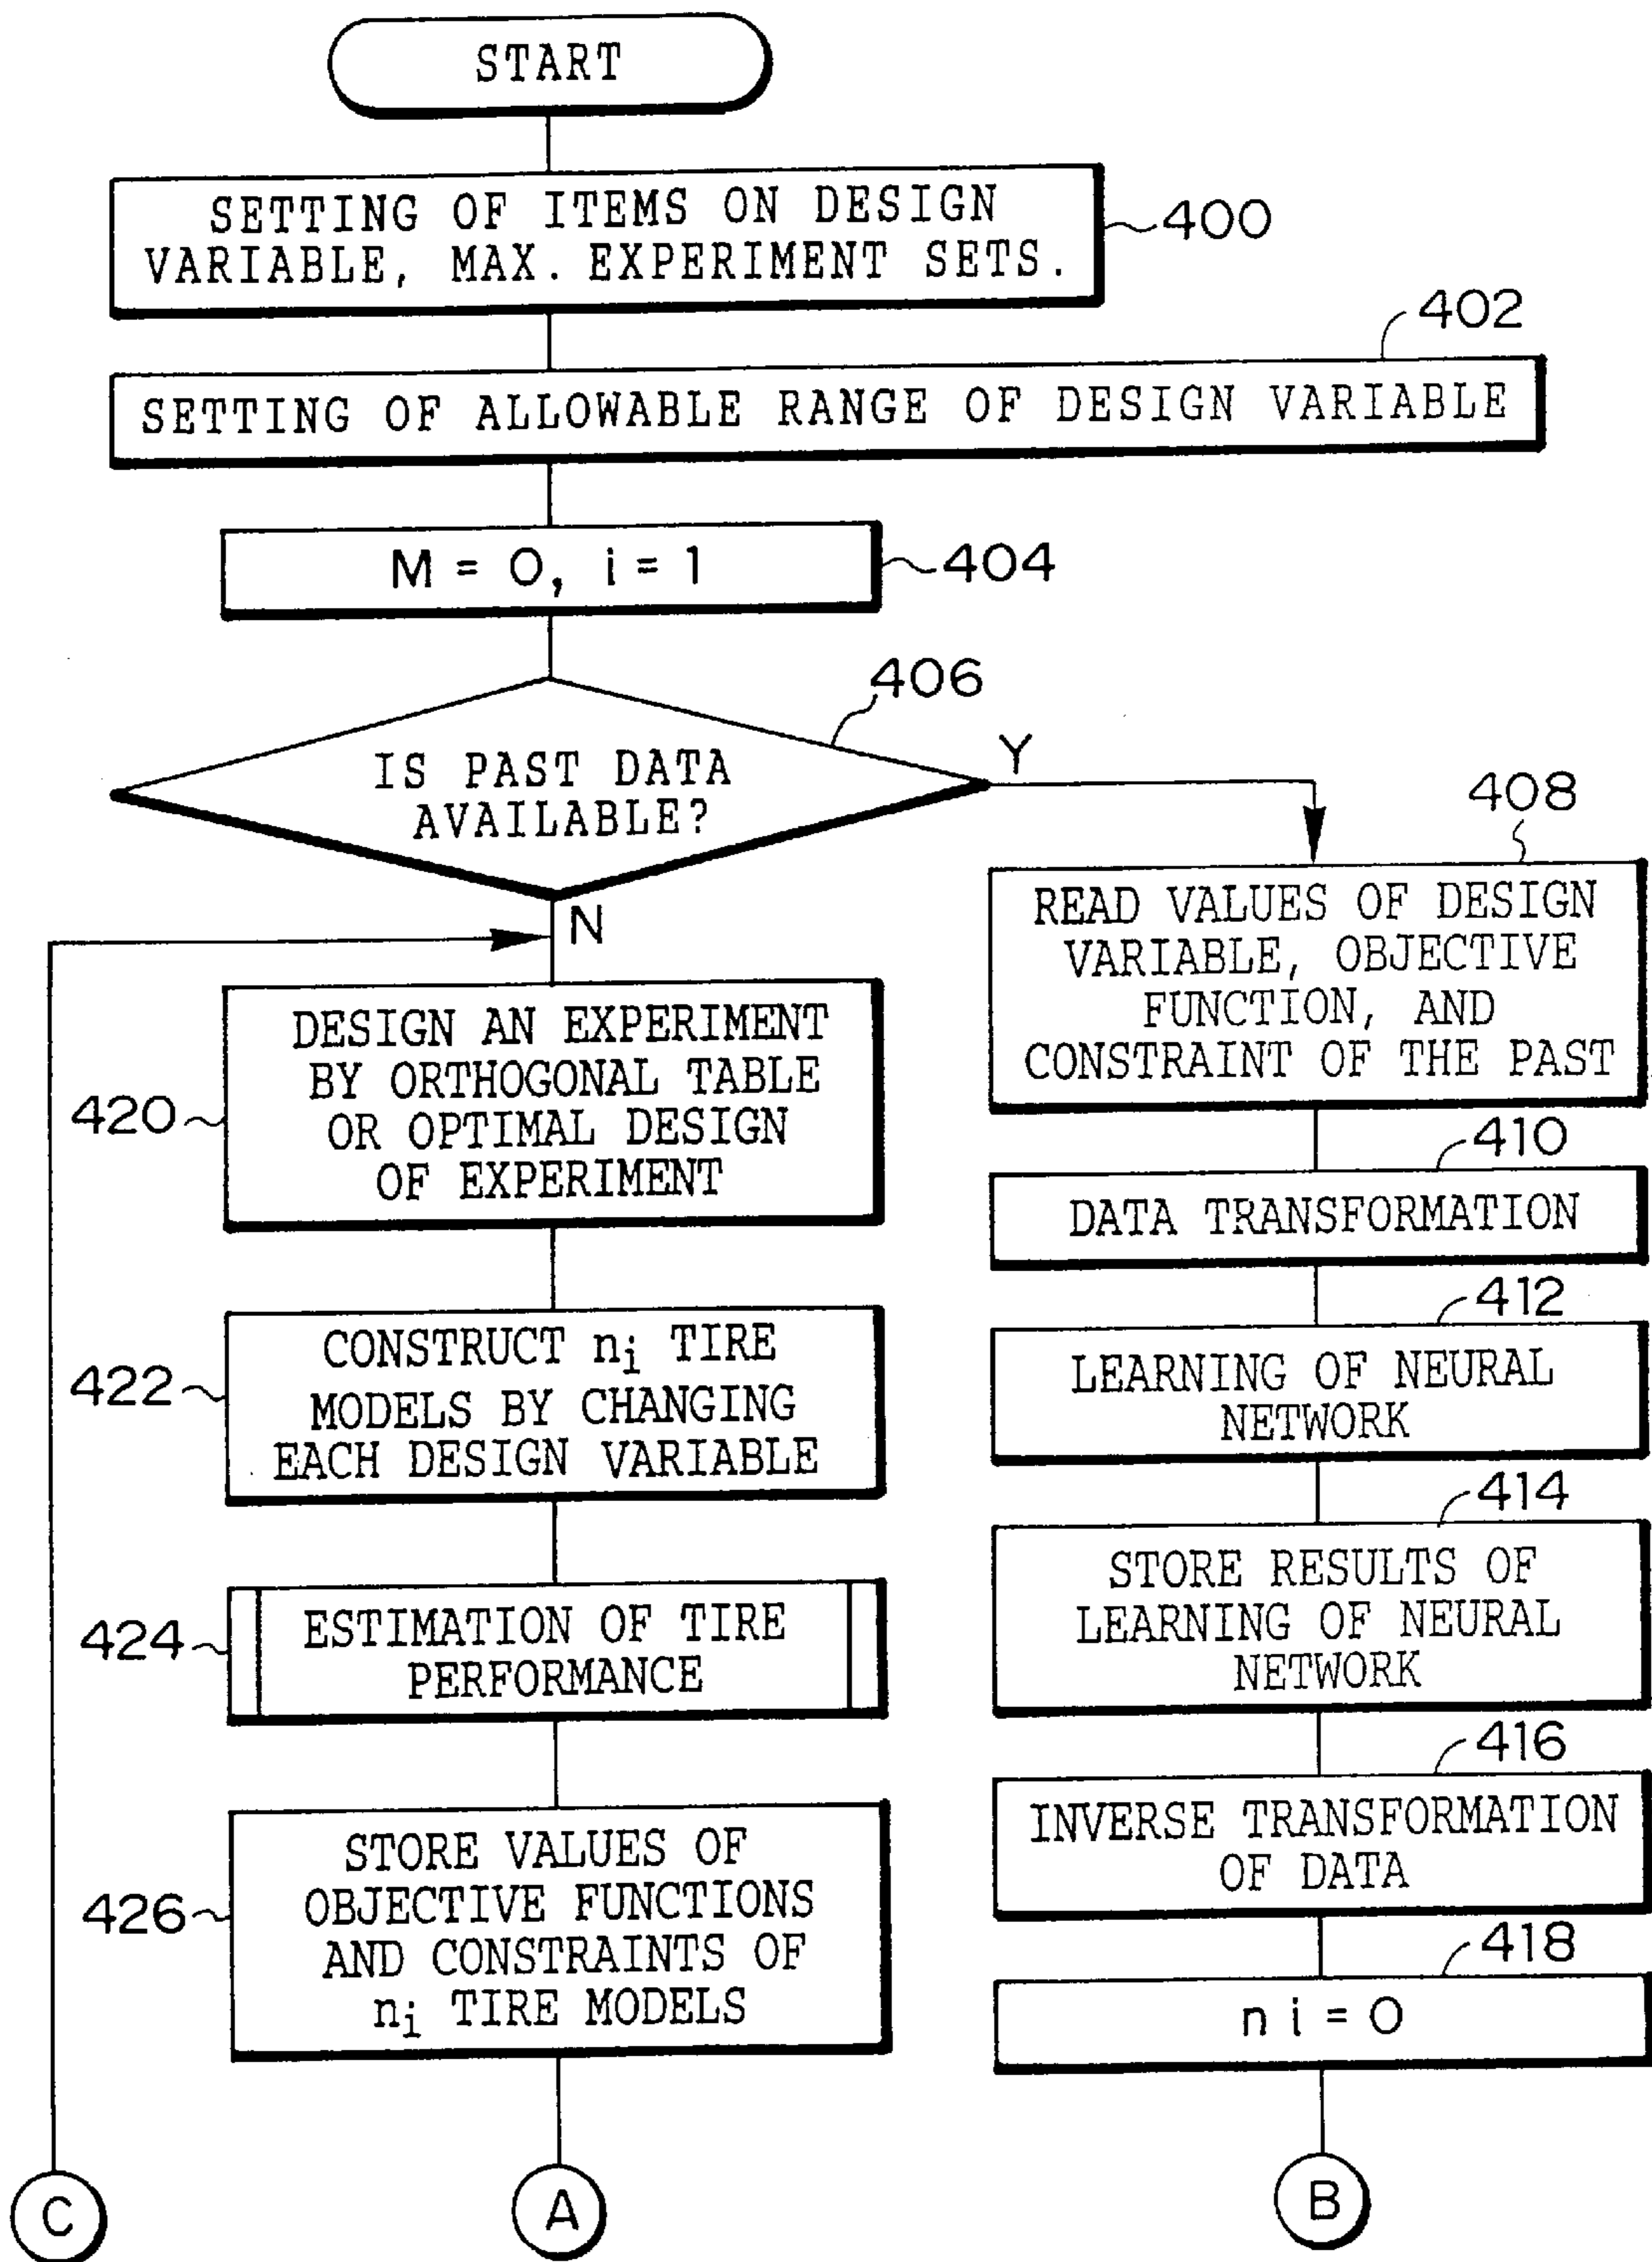 START
SETTING OF ITEMS ON DESIGN
VARIABLE, MAX. EXPERIMENT SETS.
400
402
SETTING OF ALLOWABLE RANGE OF DESIGN VARIABLE
M = 0, i = 1
404
406
IS PAST DATA
AVAILABLE?
Y
N
408
READ VALUES OF DESIGN
VARIABLE, OBJECTIVE
FUNCTION, AND
CONSTRAINT OF THE PAST
410
DATA TRANSFORMATION
412
LEARNING OF NEURAL
NETWORK
414
STORE RESULTS OF
LEARNING OF NEURAL
NETWORK
416
INVERSE TRANSFORMATION
OF DATA
418
n i = 0
B
420
DESIGN AN EXPERIMENT
BY ORTHOGONAL TABLE
OR OPTIMAL DESIGN
OF EXPERIMENT
422
CONSTRUCT ni TIRE
MODELS BY CHANGING
EACH DESIGN VARIABLE
424
ESTIMATION OF TIRE
PERFORMANCE
426
STORE VALUES OF
OBJECTIVE FUNCTIONS
AND CONSTRAINTS OF
ni TIRE MODELS
C
A